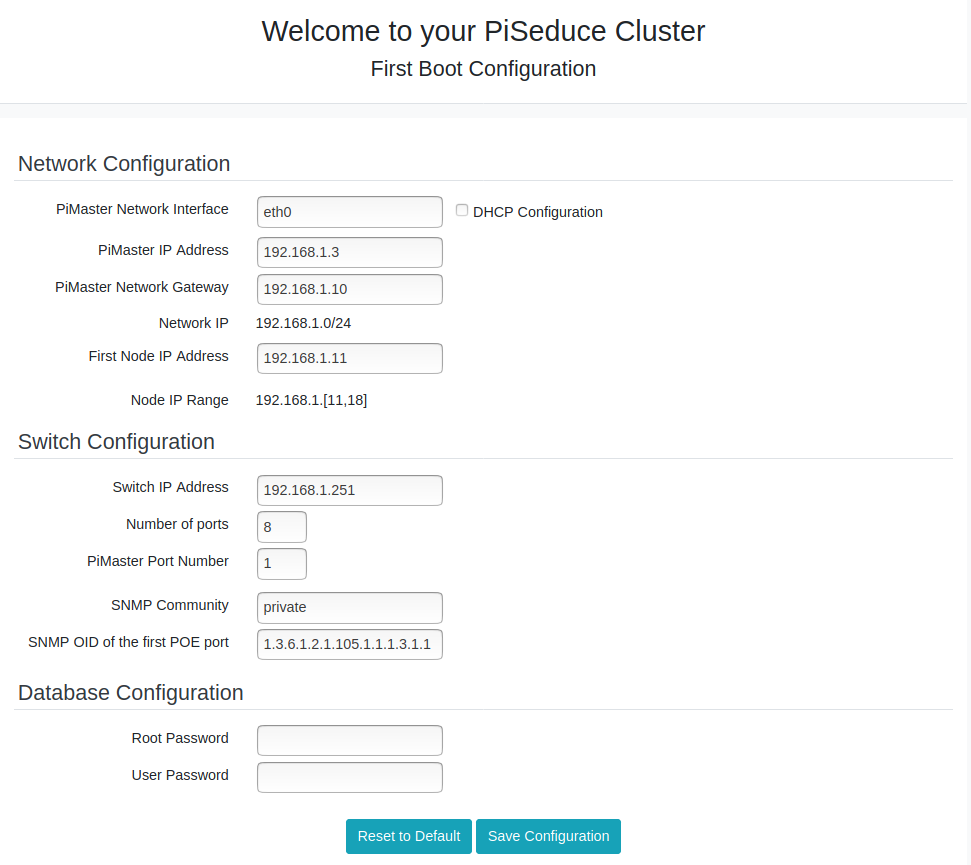 Welcome to your PiSeduce Cluster
First Boot Configuration
Network Configuration
PiMaster Network Interface eth0 DHCP Configuration
PiMaster IP Address 192.168.1.3
PiMaster Network Gateway 192.168.1.10
Network IP 192.168.1.0/24
First Node IP Address 192.168.1.11
Node IP Range 192.168.1.[11,18]
Switch Configuration
Switch IP Address 192.168.1.251
Number of ports 8
PiMaster Port Number 1
SNMP Community private
SNMP OID of the first POE port 1.3.6.1.2.1.105.1.1.1.3.1.1
Database Configuration
Root Password
User Password
Reset to Default Save Configuration